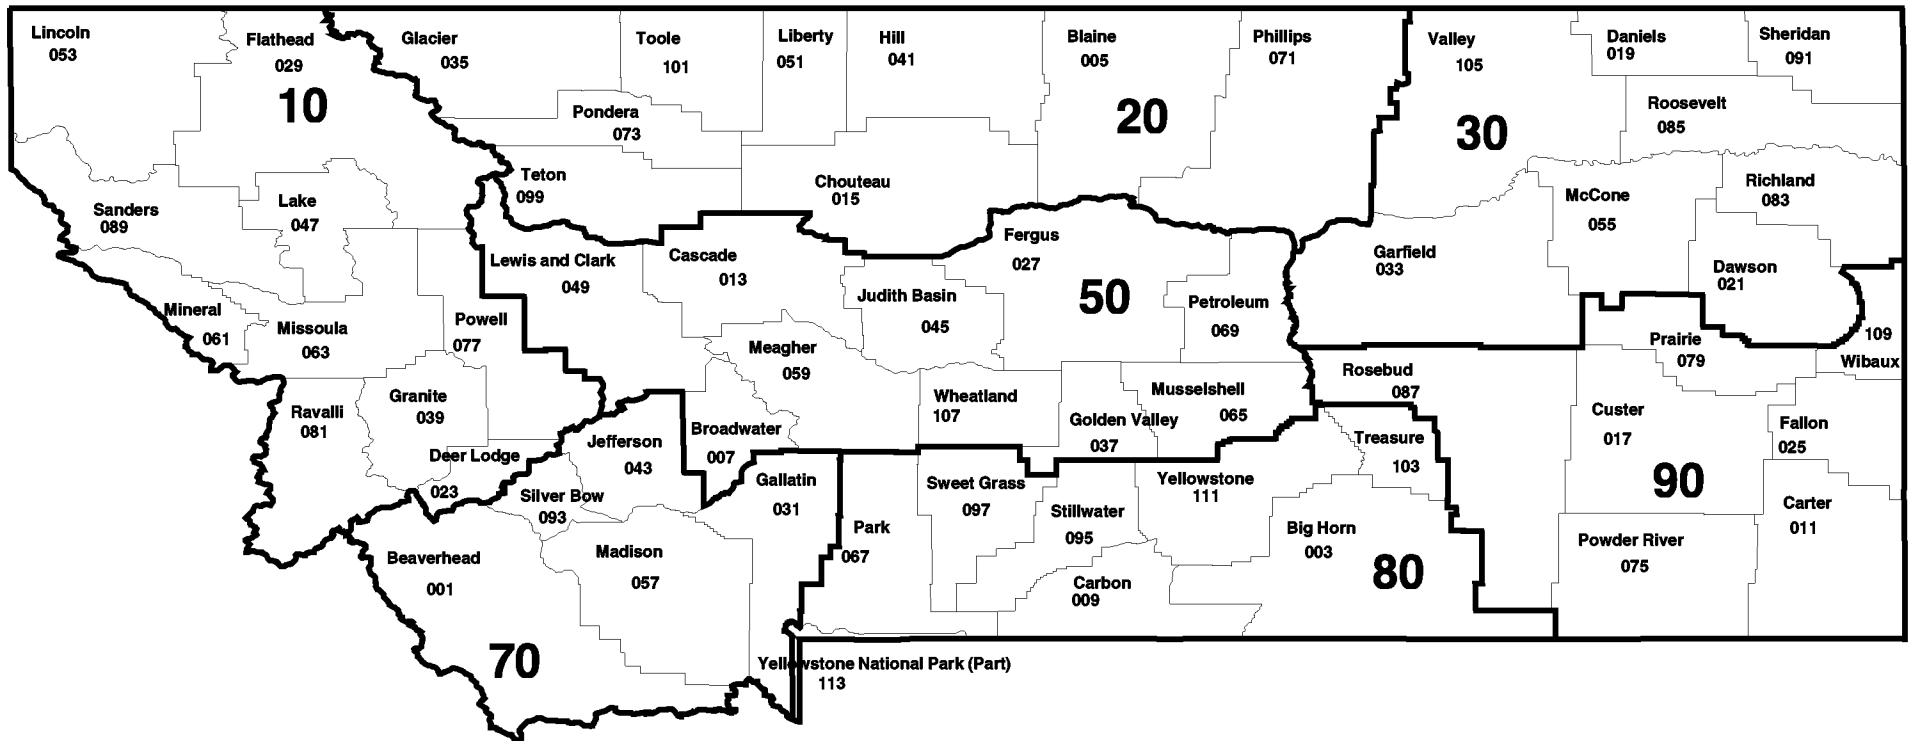 Lincoln
053
Flathead
029
10
Glacier
035
Toole
101
Liberty
051
Hill
041
Blaine
005
20
Phillips
071
Valley
105
30
Daniels
019
Sheridan
091
Pondera
073
Roosevelt
085
Teton
099
Chouteau
015
Lake
047
Sanders
089
McCone
055
Richland
083
Lewis and Clark
049
Cascade
013
Fergus
027
50
Garfield
033
Dawson
021
Judith Basin
045
Petroleum
069
Mineral
061
Missoula
063
Powell
077
Meagher
059
Prairie
079
109
Wibaux
Rosebud
087
Granite
039
Ravalli
081
Wheatland
107
Musselshell
065
Golden Valley
037
Custer
017
Fallon
025
Broadwater
007
Jefferson
043
Deer Lodge
023
Treasure
103
90
Gallatin
031
Silver Bow
093
Sweet Grass
097
Yellowstone
111
Stillwater
095
Park
067
Big Horn
003
80
Carter
011
Powder River
075
Beaverhead
001
Madison
057
Carbon
009
70
Yellowstone National Park (Part)
113